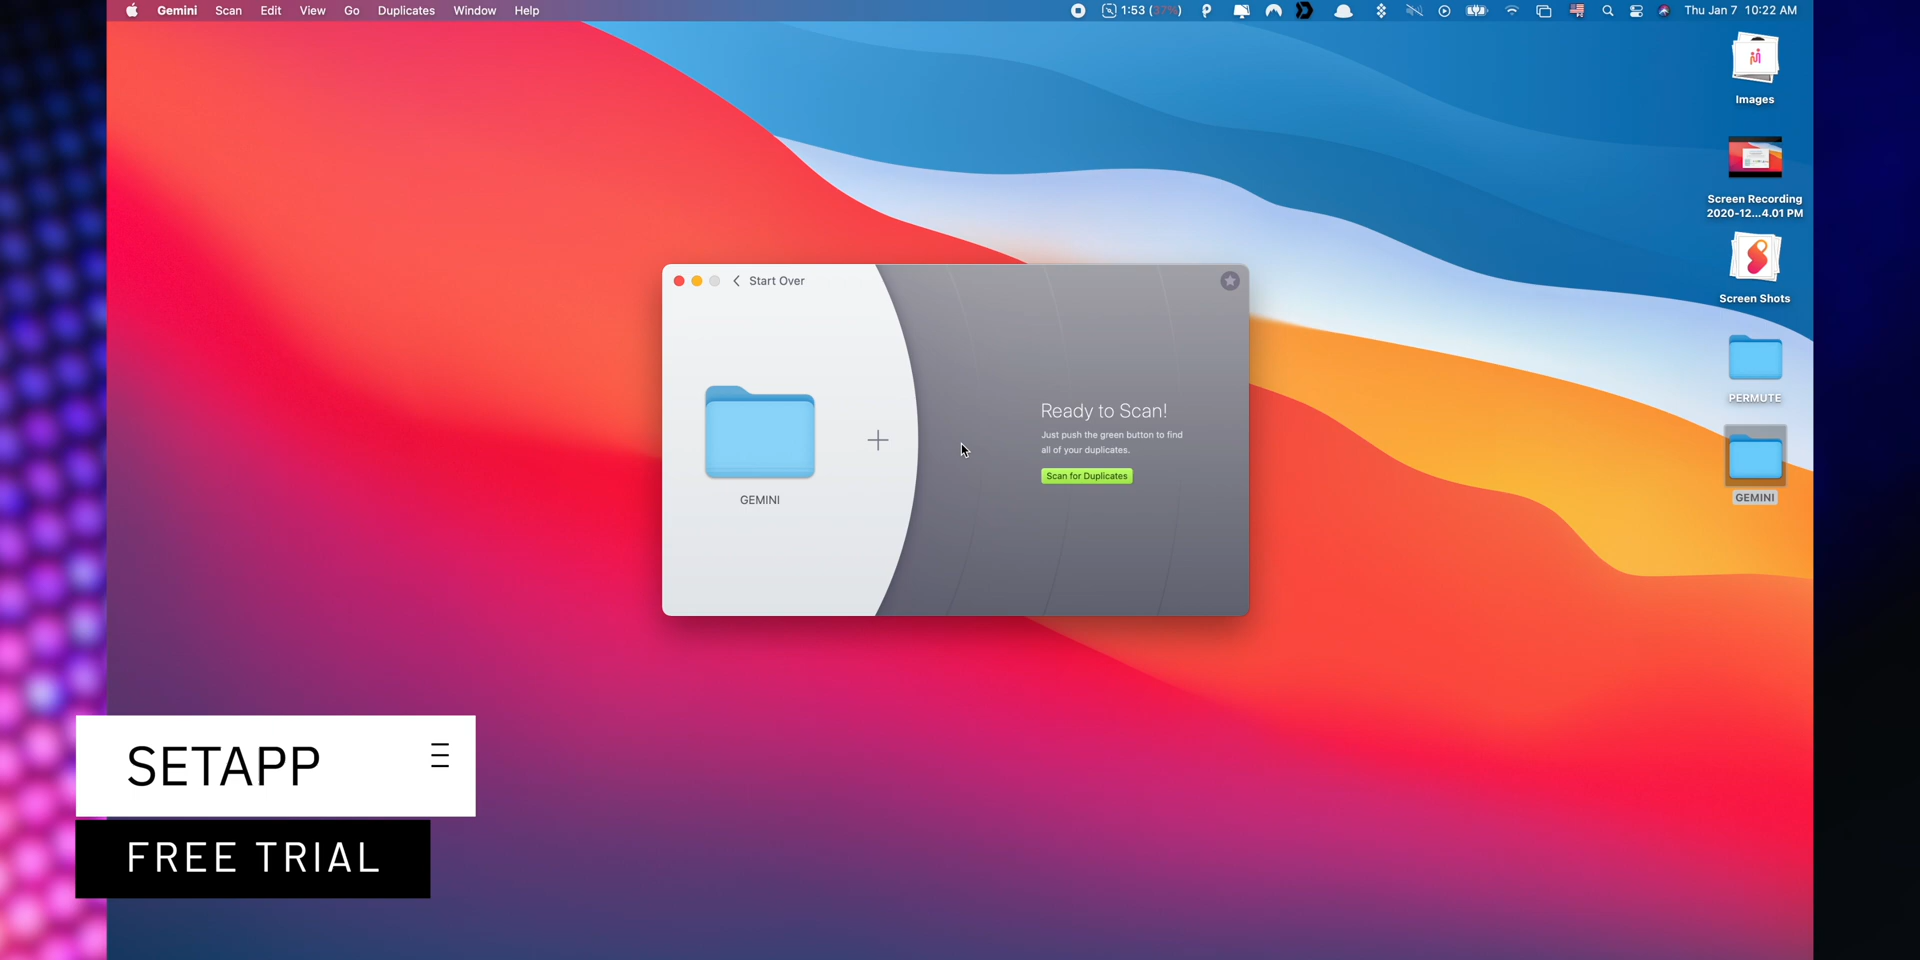 Gemini Scan Edit View Go Duplicates Window Help 1:53 (37%) Thu Jan 7 10:22 AM
Images
Screen Recording
2020-12...4.01 PM
Screen Shots
PERMUTE
GEMINI
Start Over
GEMINI
Ready to Scan!
Just push the green button to find
all of your duplicates.
Scan for Duplicates
SETAPP
FREE TRIAL